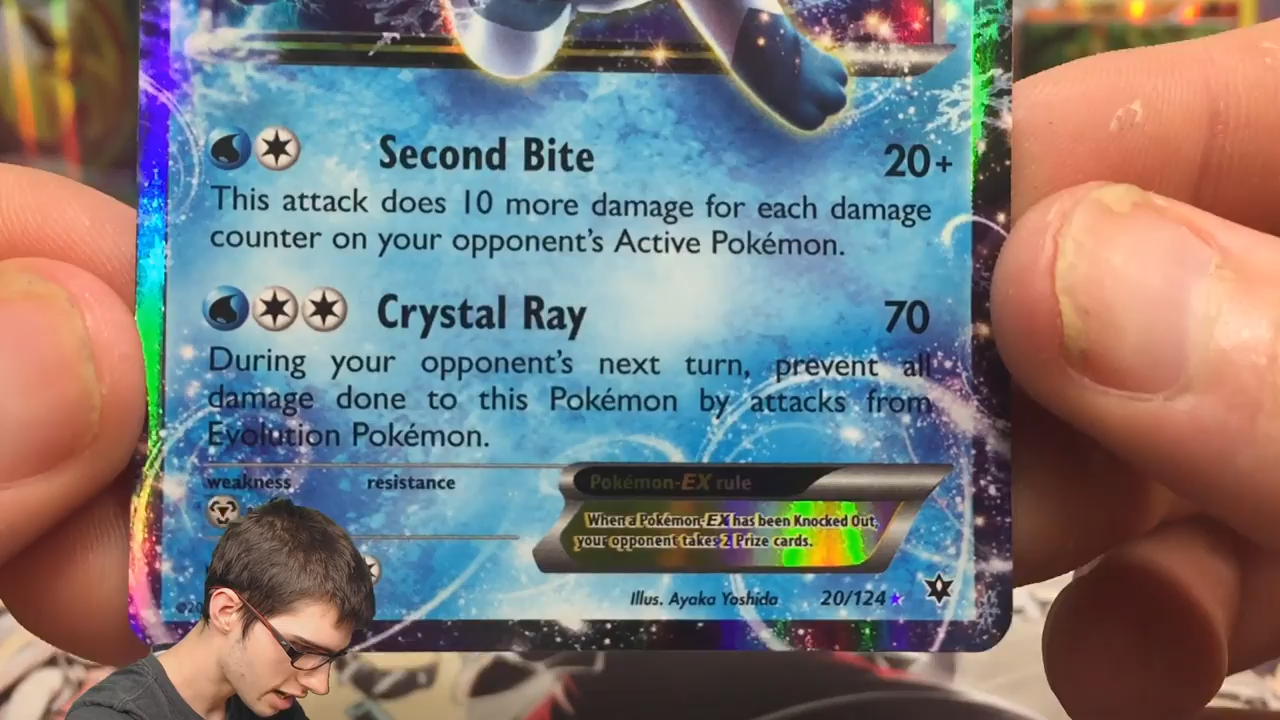 Second Bite 20+
This attack does 10 more damage for each damage
counter on your opponent's Active Pokémon.
Crystal Ray 70
During your opponent's next turn, prevent all
damage done to this Pokémon by attacks from
Evolution Pokémon.
weakness resistance
Pokémon-EX rule
When a Pokémon-EX has been Knocked Out,
your opponent takes 2 Prize cards.
Illus. Ayaka Yoshida 20/124